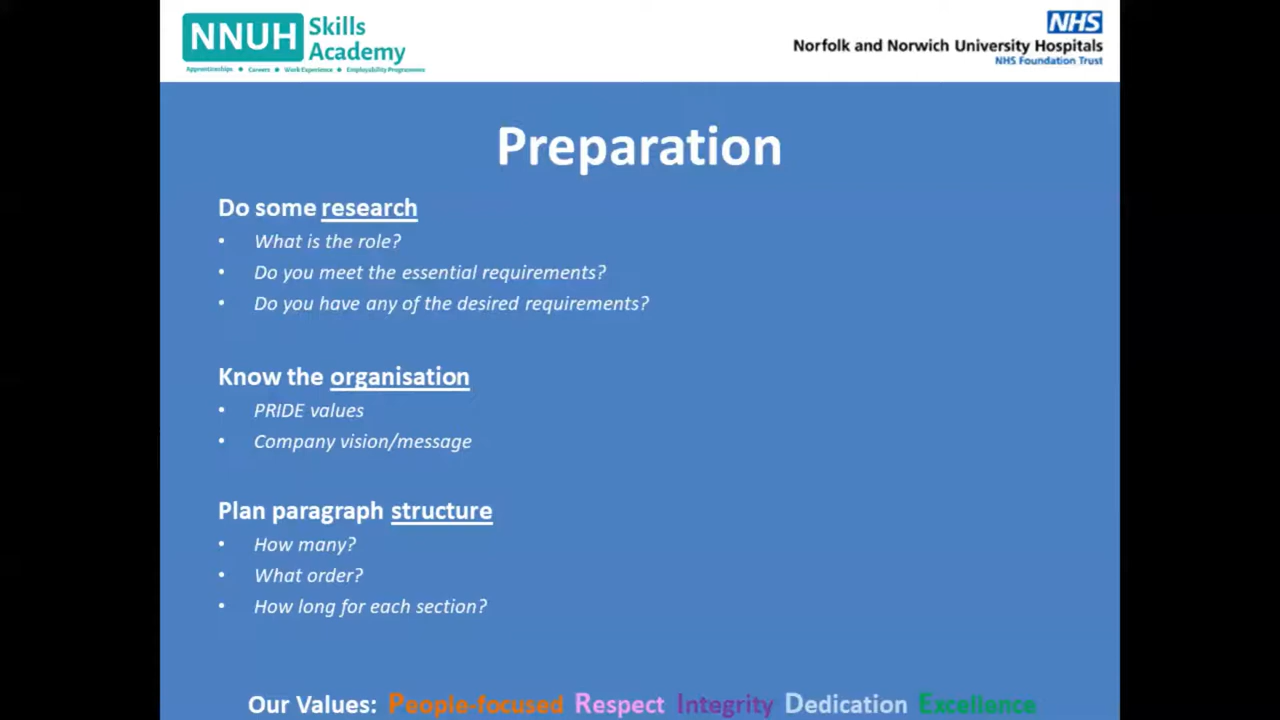 NNUH Skills Academy
Apprenticeships • Careers • Work Experience • Employability Programmes
NHS
Norfolk and Norwich University Hospitals
NHS Foundation Trust
Preparation
Do some research
• What is the role?
• Do you meet the essential requirements?
• Do you have any of the desired requirements?
Know the organisation
• PRIDE values
• Company vision/message
Plan paragraph structure
• How many?
• What order?
• How long for each section?
Our Values: People-focused Respect Integrity Dedication Excellence